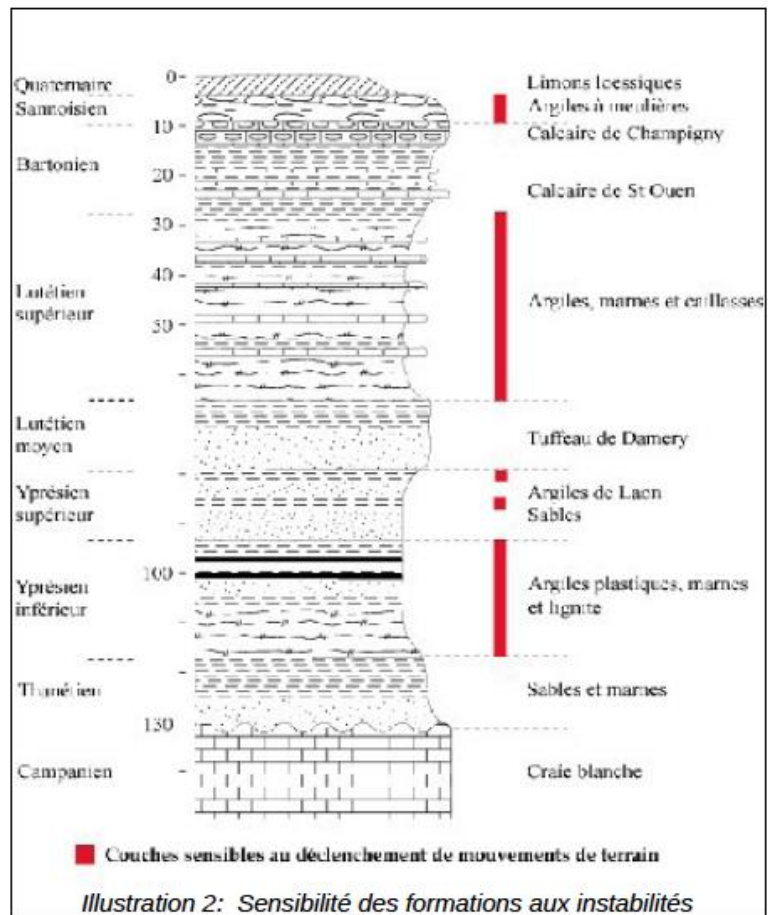 Quaternaire
Sannoisien
Bartonien
Lutétien
supérieur
Lutétien
moyen
Yprésien
supérieur
Yprésien
inférieur
Thanétien
Campanien
0
10
20
30
40
50
100
130
Limons loessiques
Argiles à meulières
Calcaire de Champigny
Calcaire de St Ouen
Argiles, marnes et caillasses
Tuffeau de Damery
Argiles de Laon
Sables
Argiles plastiques, marnes
et lignite
Sables et marnes
Craie blanche
Couches sensibles au déclenchement de mouvements de terrain
Illustration 2: Sensibilité des formations aux instabilités